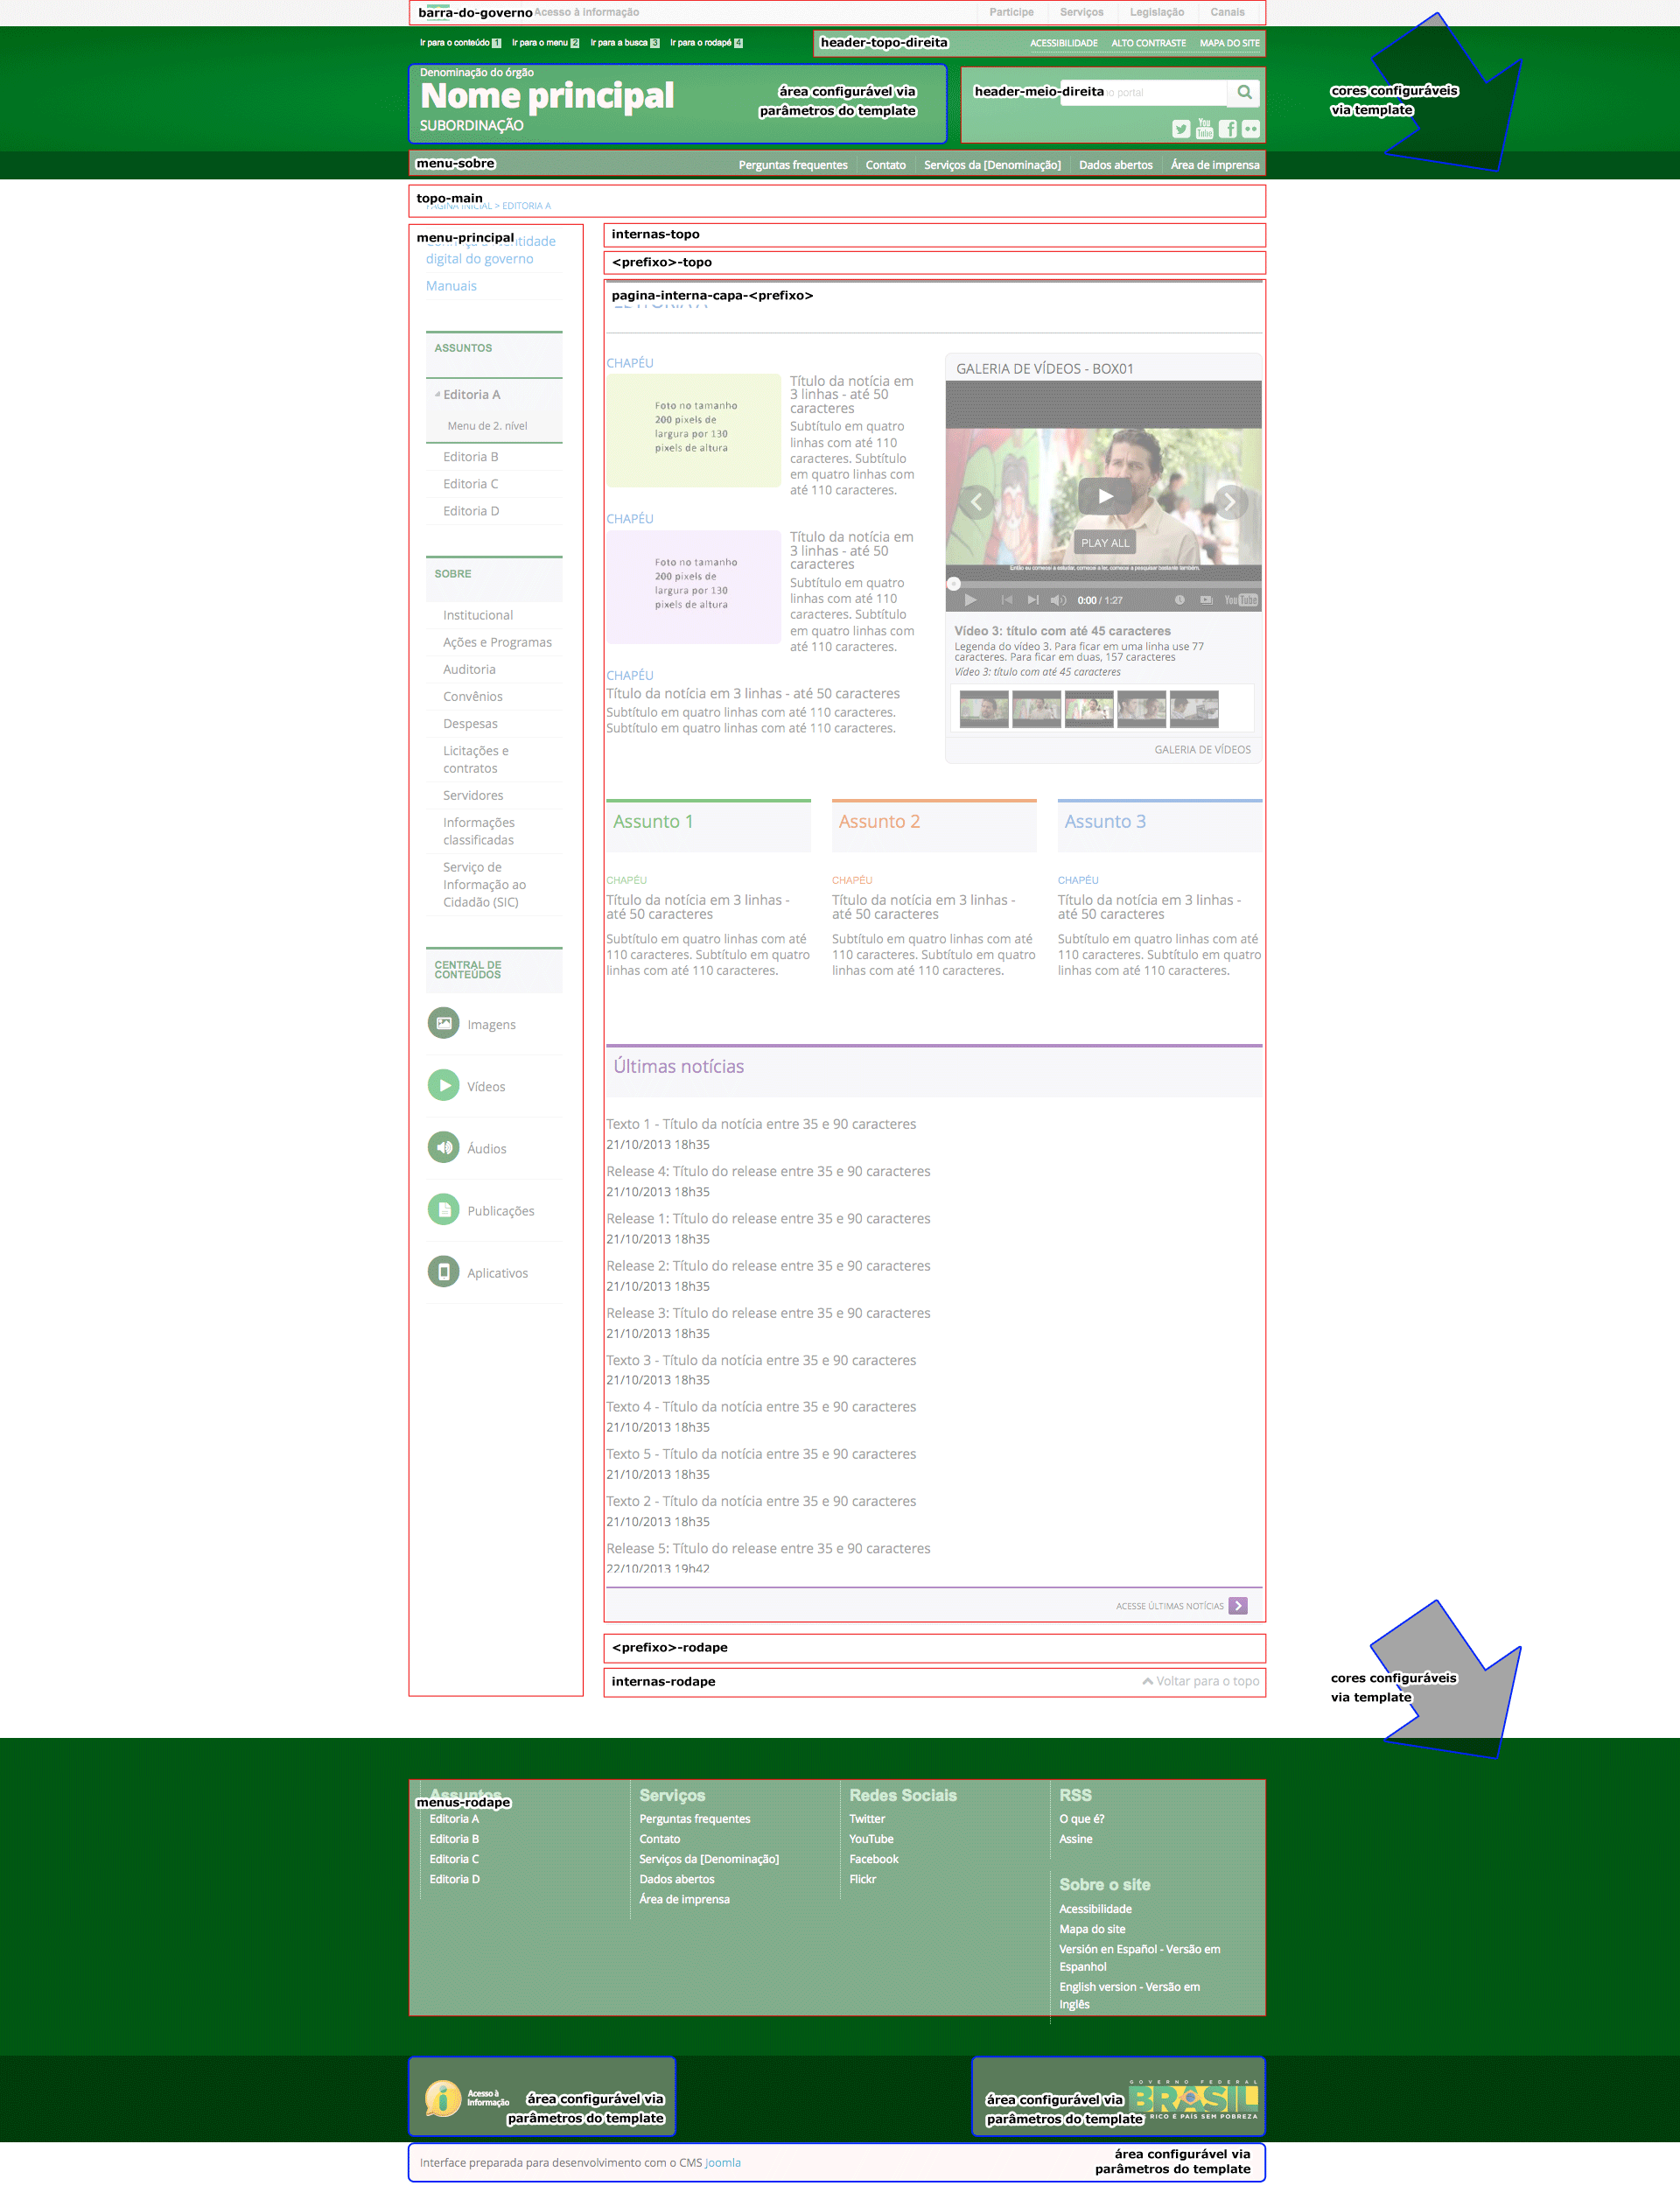 barra-do-governo Acesso à informação
Participe Serviços Legislação Canais
Ir para o conteúdo 1 Ir para o menu 2 Ir para a busca 3 Ir para o rodapé 4
header-topo-direita
ACESSIBILIDADE ALTO CONTRASTE MAPA DO SITE
Denominação do órgão
Nome principal
SUBORDINAÇÃO
área configurável via
parâmetros do template
header-meio-direita no portal
You
Tube
cores configuráveis
via template
menu-sobre
Perguntas frequentes Contato Serviços da [Denominação] Dados abertos Área de imprensa
topo-main
PÁGINA INICIAL > EDITORIA A
menu-principal
identidade
digital do governo
Manuais
ASSUNTOS
Editoria A
Menu de 2. nível
Editoria B
Editoria C
Editoria D
SOBRE
Institucional
Ações e Programas
Auditoria
Convênios
Despesas
Licitações e
contratos
Servidores
Informações
classificadas
Serviço de
Informação ao
Cidadão (SIC)
CENTRAL DE
CONTEÚDOS
Imagens
Vídeos
Áudios
Publicações
Aplicativos
internas-topo
<prefixo>-topo
pagina-interna-capa-<prefixo>
EDITORIA A
CHAPÉU
Foto no tamanho
200 pixels de
largura por 130
pixels de altura
Título da notícia em
3 linhas - até 50
caracteres
Subtítulo em quatro
linhas com até 110
caracteres. Subtítulo
em quatro linhas com
até 110 caracteres.
CHAPÉU
Foto no tamanho
200 pixels de
largura por 130
pixels de altura
Título da notícia em
3 linhas - até 50
caracteres
Subtítulo em quatro
linhas com até 110
caracteres. Subtítulo
em quatro linhas com
até 110 caracteres.
CHAPÉU
Título da notícia em 3 linhas - até 50 caracteres
Subtítulo em quatro linhas com até 110 caracteres.
Subtítulo em quatro linhas com até 110 caracteres.
GALERIA DE VÍDEOS - BOX01
PLAY ALL
Então eu comecei a estudar, comecei a ler, comecei a pesquisar bastante também.
0:00 / 1:27
YouTube
Vídeo 3: título com até 45 caracteres
Legenda do vídeo 3. Para ficar em uma linha use 77
caracteres. Para ficar em duas, 157 caracteres
Vídeo 3: título com até 45 caracteres
GALERIA DE VÍDEOS
Assunto 1
CHAPÉU
Título da notícia em 3 linhas -
até 50 caracteres
Subtítulo em quatro linhas com até
110 caracteres. Subtítulo em quatro
linhas com até 110 caracteres.
Assunto 2
CHAPÉU
Título da notícia em 3 linhas -
até 50 caracteres
Subtítulo em quatro linhas com até
110 caracteres. Subtítulo em quatro
linhas com até 110 caracteres.
Assunto 3
CHAPÉU
Título da notícia em 3 linhas -
até 50 caracteres
Subtítulo em quatro linhas com até
110 caracteres. Subtítulo em quatro
linhas com até 110 caracteres.
Últimas notícias
Texto 1 - Título da notícia entre 35 e 90 caracteres
21/10/2013 18h35
Release 4: Título do release entre 35 e 90 caracteres
21/10/2013 18h35
Release 1: Título do release entre 35 e 90 caracteres
21/10/2013 18h35
Release 2: Título do release entre 35 e 90 caracteres
21/10/2013 18h35
Release 3: Título do release entre 35 e 90 caracteres
21/10/2013 18h35
Texto 3 - Título da notícia entre 35 e 90 caracteres
21/10/2013 18h35
Texto 4 - Título da notícia entre 35 e 90 caracteres
21/10/2013 18h35
Texto 5 - Título da notícia entre 35 e 90 caracteres
21/10/2013 18h35
Texto 2 - Título da notícia entre 35 e 90 caracteres
21/10/2013 18h35
Release 5: Título do release entre 35 e 90 caracteres
22/10/2013 19h42
ACESSE ÚLTIMAS NOTÍCIAS
<prefixo>-rodape
internas-rodape
Voltar para o topo
cores configuráveis
via template
menus-rodape
Assuntos
Editoria A
Editoria B
Editoria C
Editoria D
Serviços
Perguntas frequentes
Contato
Serviços da [Denominação]
Dados abertos
Área de imprensa
Redes Sociais
Twitter
YouTube
Facebook
Flickr
RSS
O que é?
Assine
Sobre o site
Acessibilidade
Mapa do site
Versión en Español - Versão em
Espanhol
English version - Versão em
Inglês
Acesso à
Informação
área configurável via
parâmetros do template
área configurável via
parâmetros do template
GOVERNO FEDERAL
BRASIL
RICO É PAÍS SEM POBREZA
Interface preparada para desenvolvimento com o CMS Joomla
área configurável via
parâmetros do template